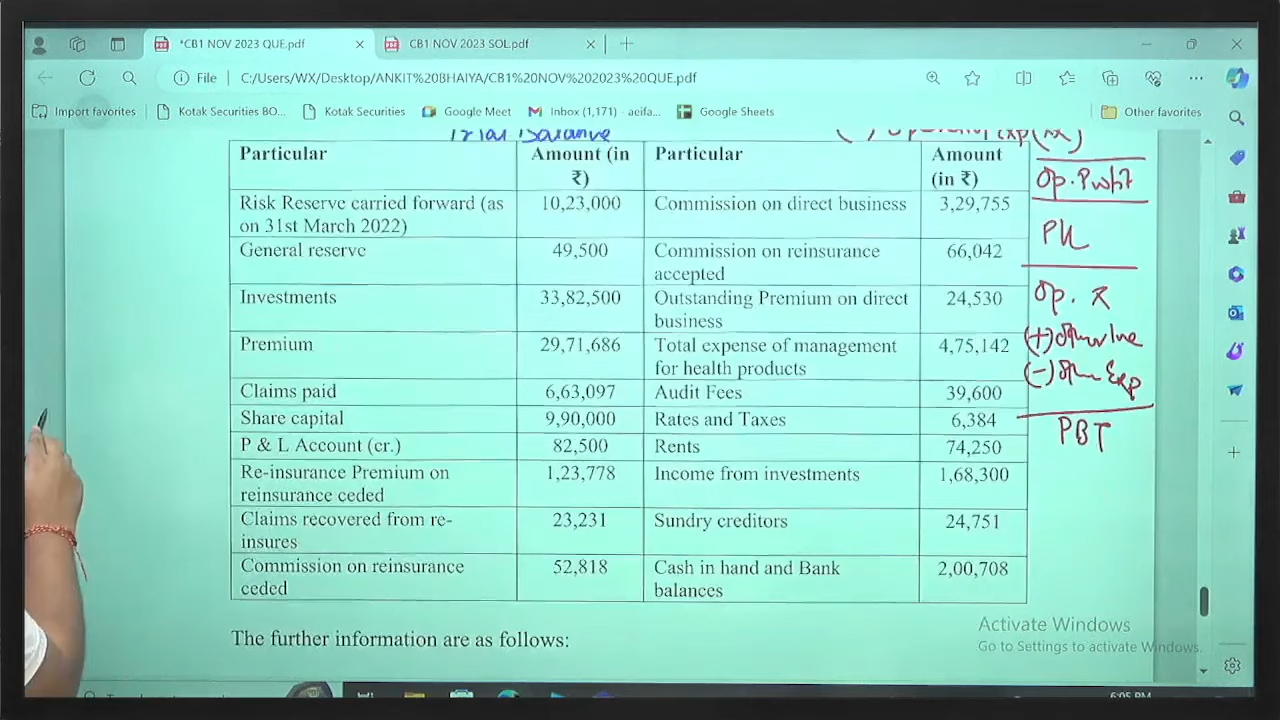 *CB1 NOV 2023 QUE.pdf
CB1 NOV 2023 SOL.pdf
File C:/Users/WX/Desktop/ANKIT%20BHAIYA/CB1%20NOV%202023%20QUE.pdf
Import favorites Kotak Securities BO... Kotak Securities Google Meet Inbox (1,171) - aeifa... Google Sheets Other favorites
Trial Balance
Particular Amount (in ₹) Particular Amount (in ₹)
Risk Reserve carried forward (as on 31st March 2022) 10,23,000 Commission on direct business 3,29,755
General reserve 49,500 Commission on reinsurance accepted 66,042
Investments 33,82,500 Outstanding Premium on direct business 24,530
Premium 29,71,686 Total expense of management for health products 4,75,142
Claims paid 6,63,097 Audit Fees 39,600
Share capital 9,90,000 Rates and Taxes 6,384
P & L Account (cr.) 82,500 Rents 74,250
Re-insurance Premium on reinsurance ceded 1,23,778 Income from investments 1,68,300
Claims recovered from re-insures 23,231 Sundry creditors 24,751
Commission on reinsurance ceded 52,818 Cash in hand and Bank balances 2,00,708
Op. Profit
Op.
(+)
(-) Exp
PBT
The further information are as follows:
Activate Windows
Go to Settings to activate Windows.
6:05 PM